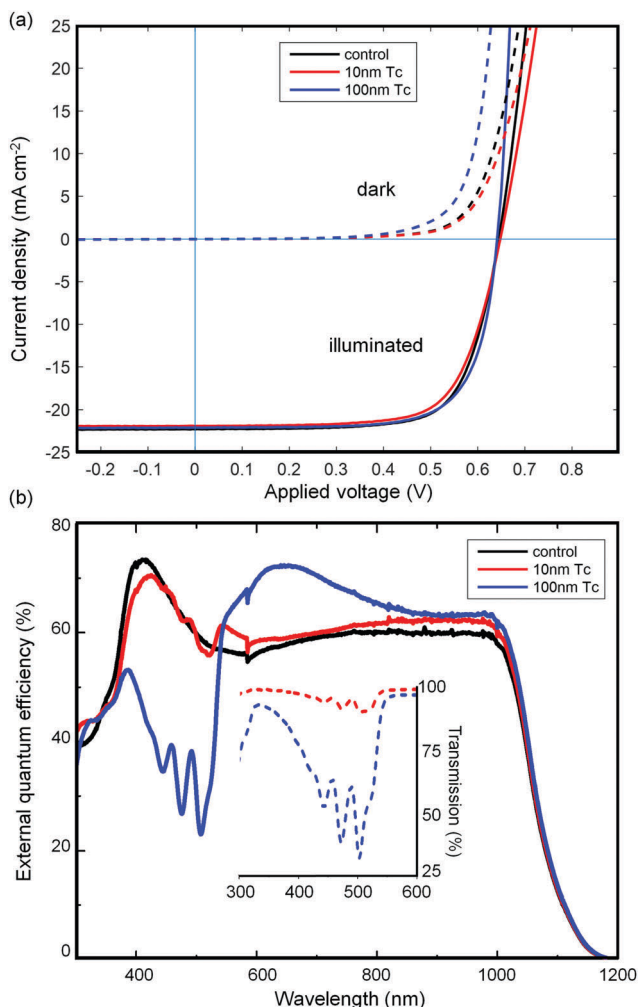 (a)
25
20
15
10
5
0
-5
-10
-15
-20
-25
Current density (mA cm⁻²)
control
10nm Tc
100nm Tc
dark
illuminated
-0.2 -0.1 0 0.1 0.2 0.3 0.4 0.5 0.6 0.7 0.8
Applied voltage (V)
(b)
80
60
40
20
0
External quantum efficiency (%)
control
10nm Tc
100nm Tc
100
75
50
25
Transmission (%)
300 400 500 600
400 600 800 1000 1200
Wavelength (nm)